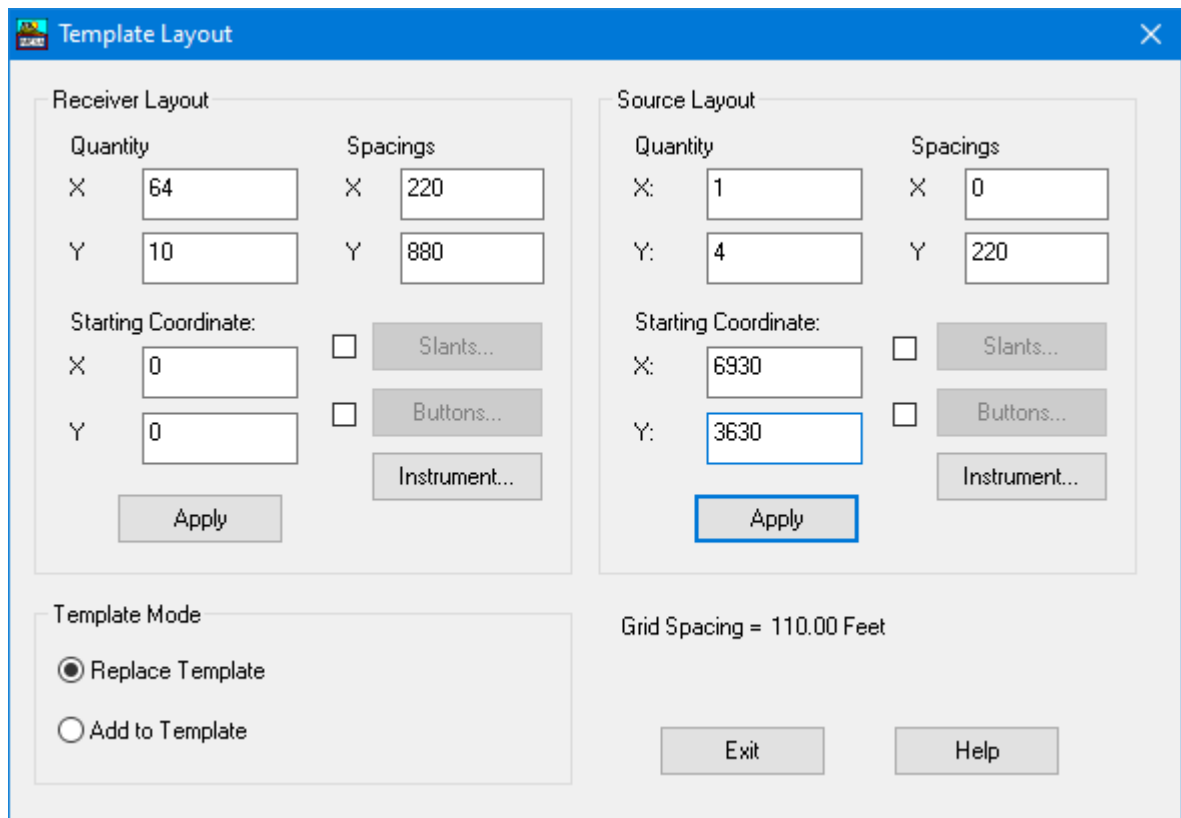 Template Layout
Receiver Layout
Quantity Spacings
X 64 X 220
Y 10 Y 880
Starting Coordinate:
X 0 Slants...
Y 0 Buttons...
Instrument...
Apply
Source Layout
Quantity Spacings
X: 1 X 0
Y: 4 Y 220
Starting Coordinate:
X: 6930 Slants...
Y: 3630 Buttons...
Instrument...
Apply
Template Mode
Replace Template
Add to Template
Grid Spacing = 110.00 Feet
Exit Help